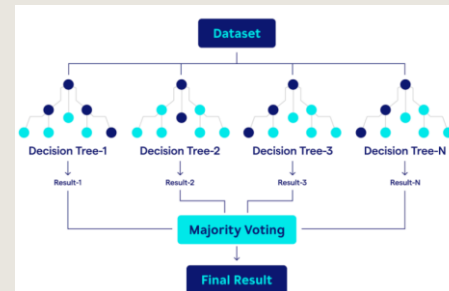 Dataset
Decision Tree-1 Decision Tree-2 Decision Tree-3 Decision Tree-N
Result-1 Result-2 Result-3 Result-N
Majority Voting
Final Result